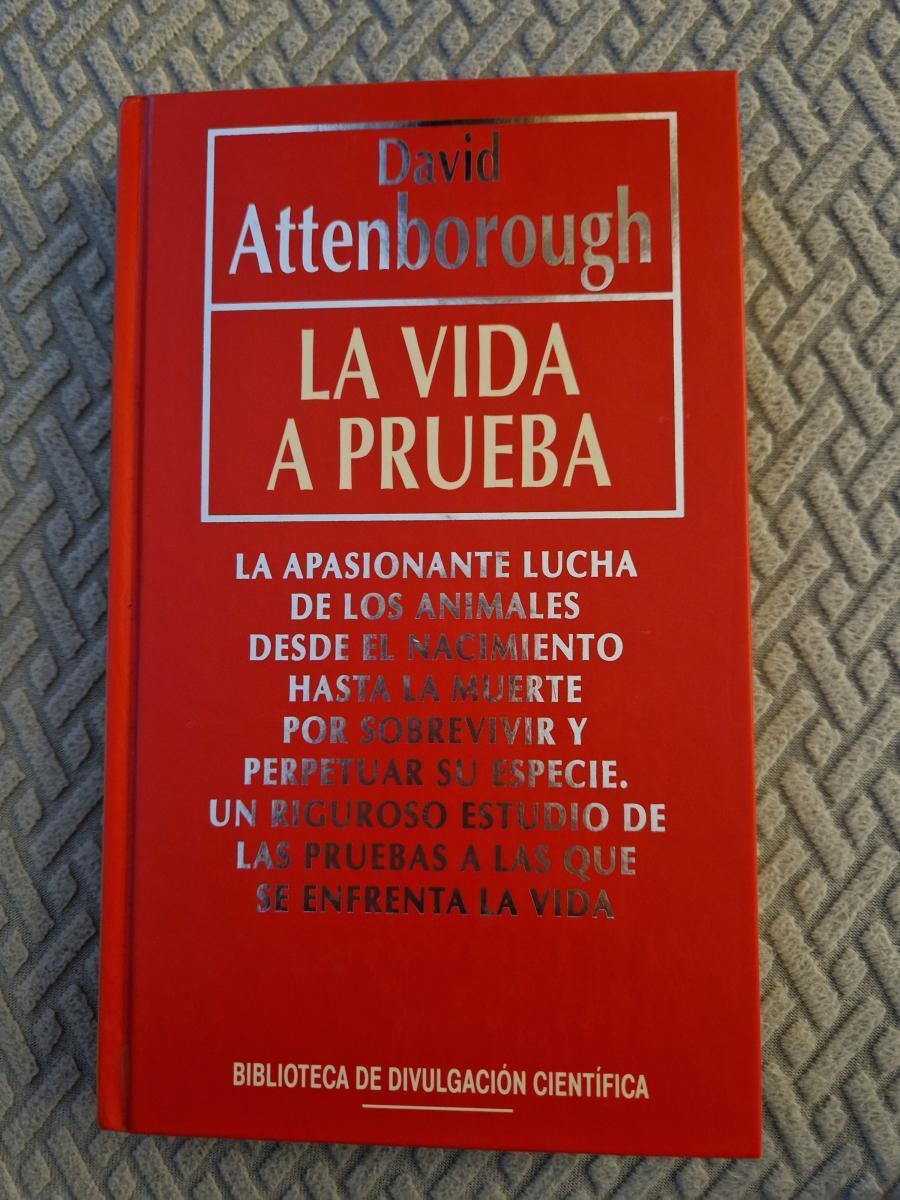 David
Attenborough
LA VIDA
A PRUEBA
LA APASIONANTE LUCHA
DE LOS ANIMALES
DESDE EL NACIMIENTO
HASTA LA MUERTE
POR SOBREVIVIR Y
PERPETUAR SU ESPECIE.
UN RIGUROSO ESTUDIO DE
LAS PRUEBAS A LAS QUE
SE ENFRENTA LA VIDA
BIBLIOTECA DE DIVULGACIÓN CIENTÍFICA